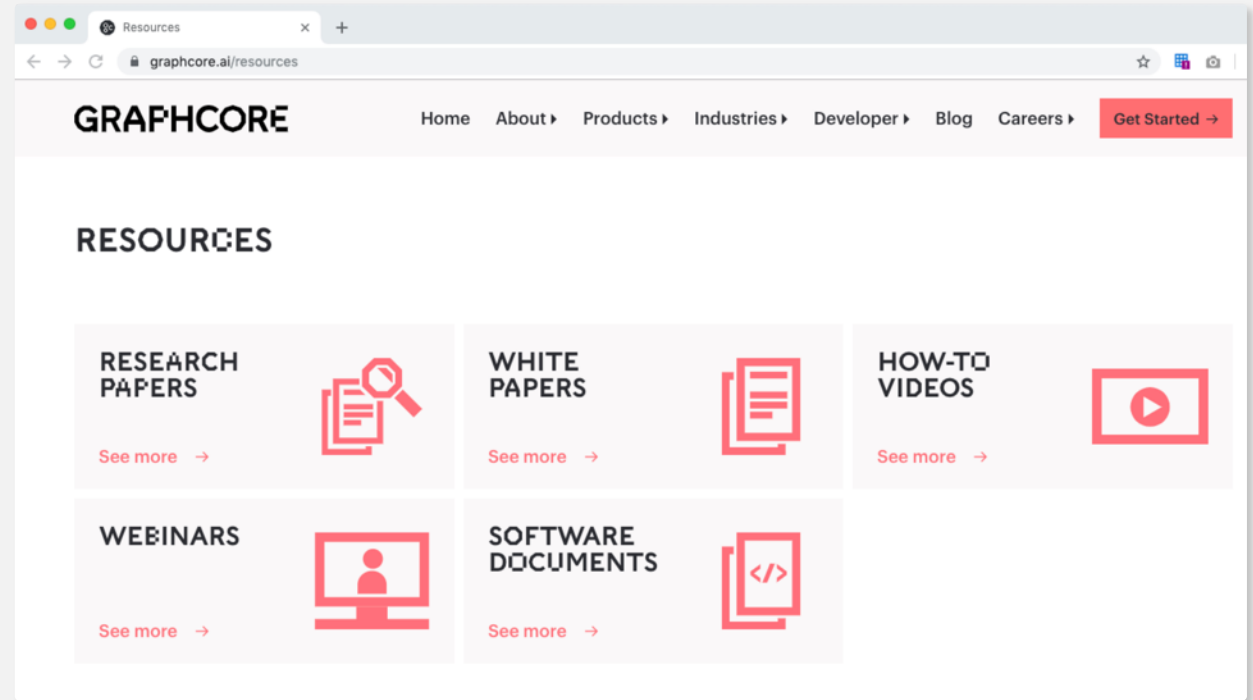 Resources
graphcore.ai/resources
GRAPHCORE
Home About Products Industries Developer Blog Careers Get Started →
RESOURCES
RESEARCH
PAPERS
See more →
WHITE
PAPERS
See more →
HOW-TO
VIDEOS
See more →
WEBINARS
See more →
SOFTWARE
DOCUMENTS
</>
See more →